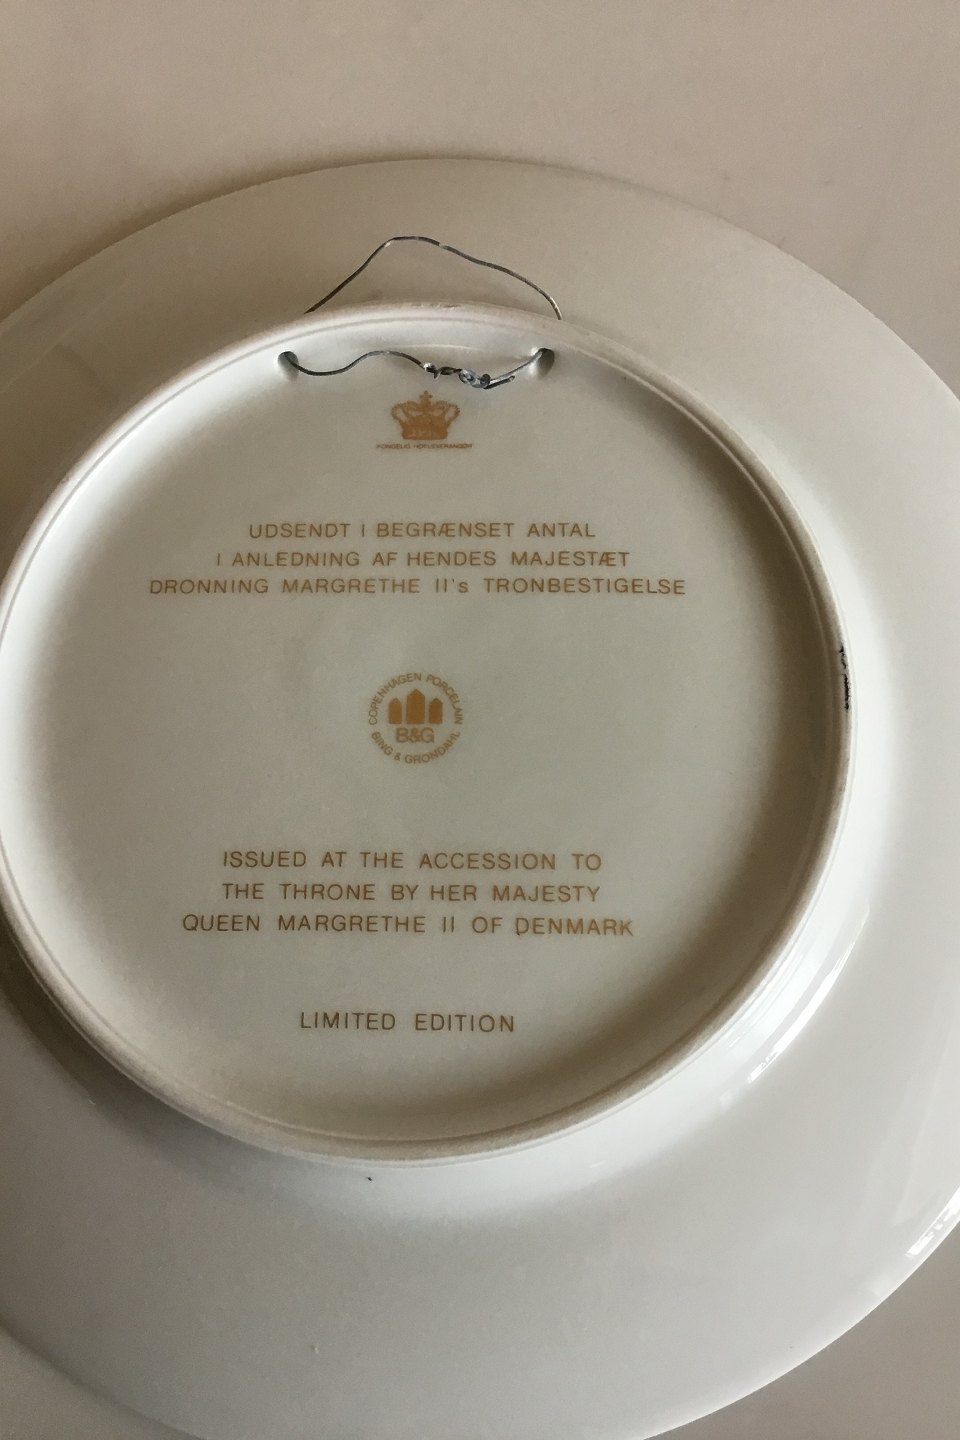 KONGELIG HOFLEVERANDØR
UDSENDT I BEGRÆNSET ANTAL
I ANLEDNING AF HENDES MAJESTÆT
DRONNING MARGRETHE II's TRONBESTIGELSE
COPENHAGEN PORCELAIN
B&G
BING & GRONDAHL
ISSUED AT THE ACCESSION TO
THE THRONE BY HER MAJESTY
QUEEN MARGRETHE II OF DENMARK
LIMITED EDITION